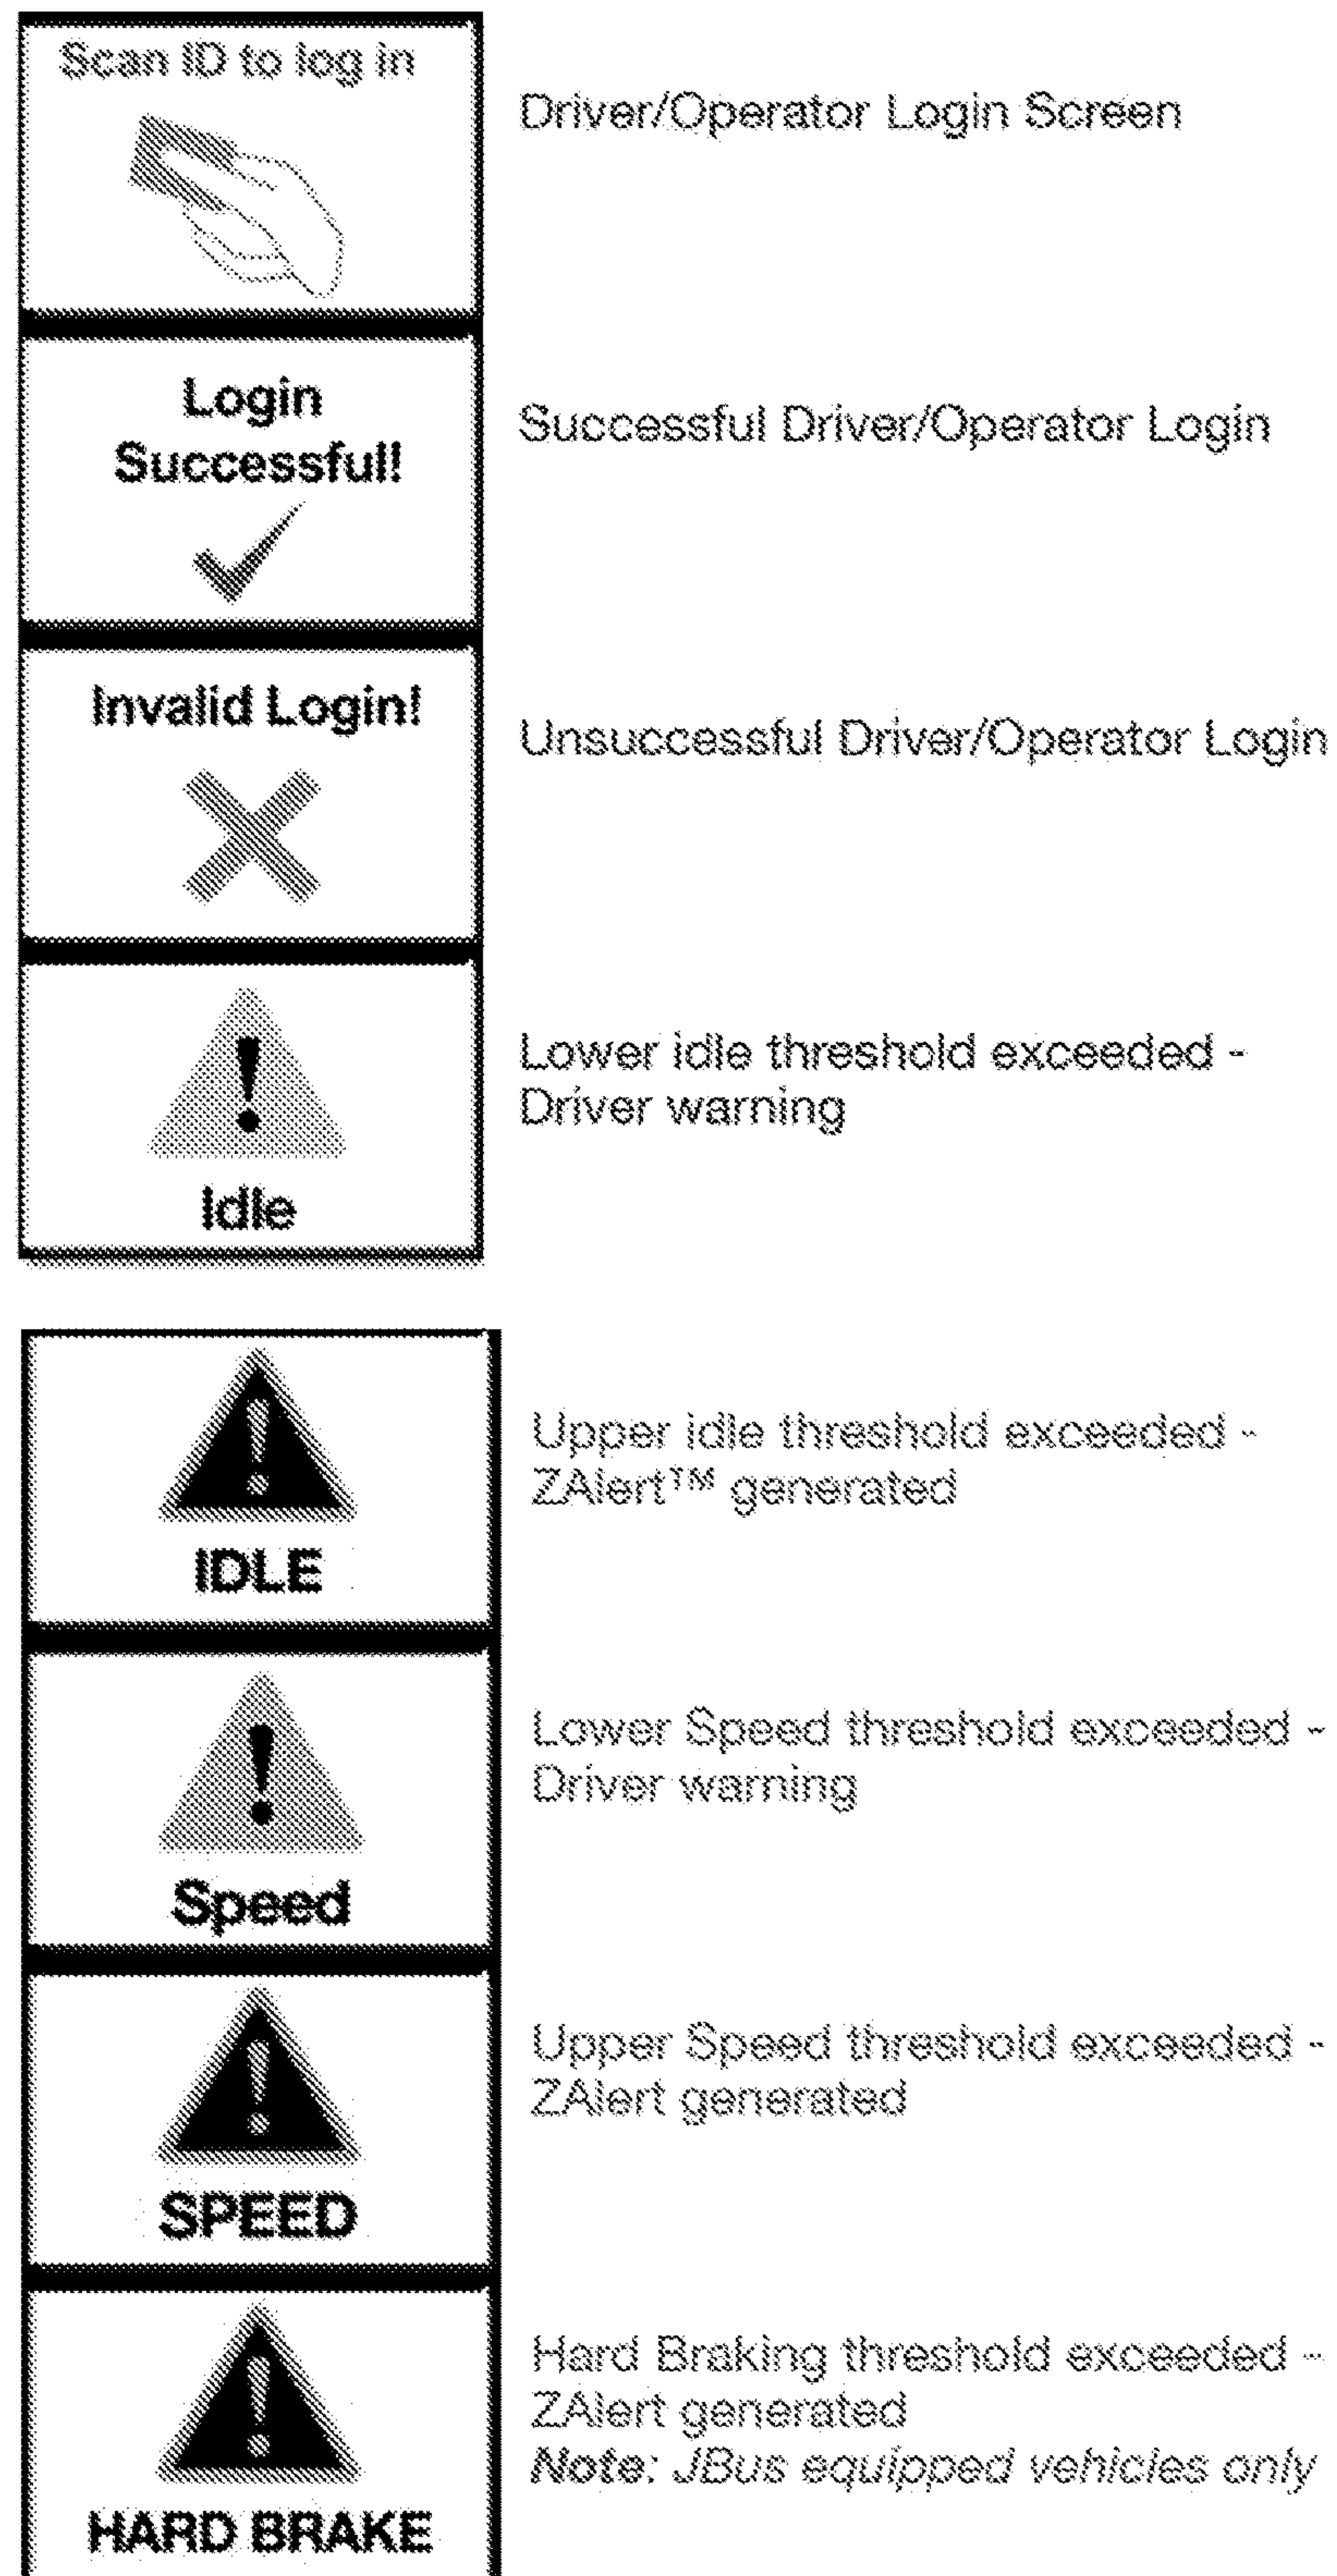 Scan ID to log in
Driver/Operator Login Screen
Login
Successful!
Successful Driver/Operator Login
Invalid Login!
Unsuccessful Driver/Operator Login
Idle
Lower idle threshold exceeded -
Driver warning
IDLE
Upper idle threshold exceeded -
ZAlert™ generated
Speed
Lower Speed threshold exceeded -
Driver warning
SPEED
Upper Speed threshold exceeded -
ZAlert generated
HARD BRAKE
Hard Braking threshold exceeded -
ZAlert generated
Note: JBus equipped vehicles only